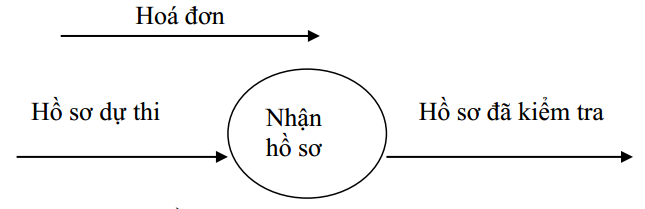 Hoá đơn
Hồ sơ dự thi
Nhận
hồ sơ
Hồ sơ đã kiểm tra